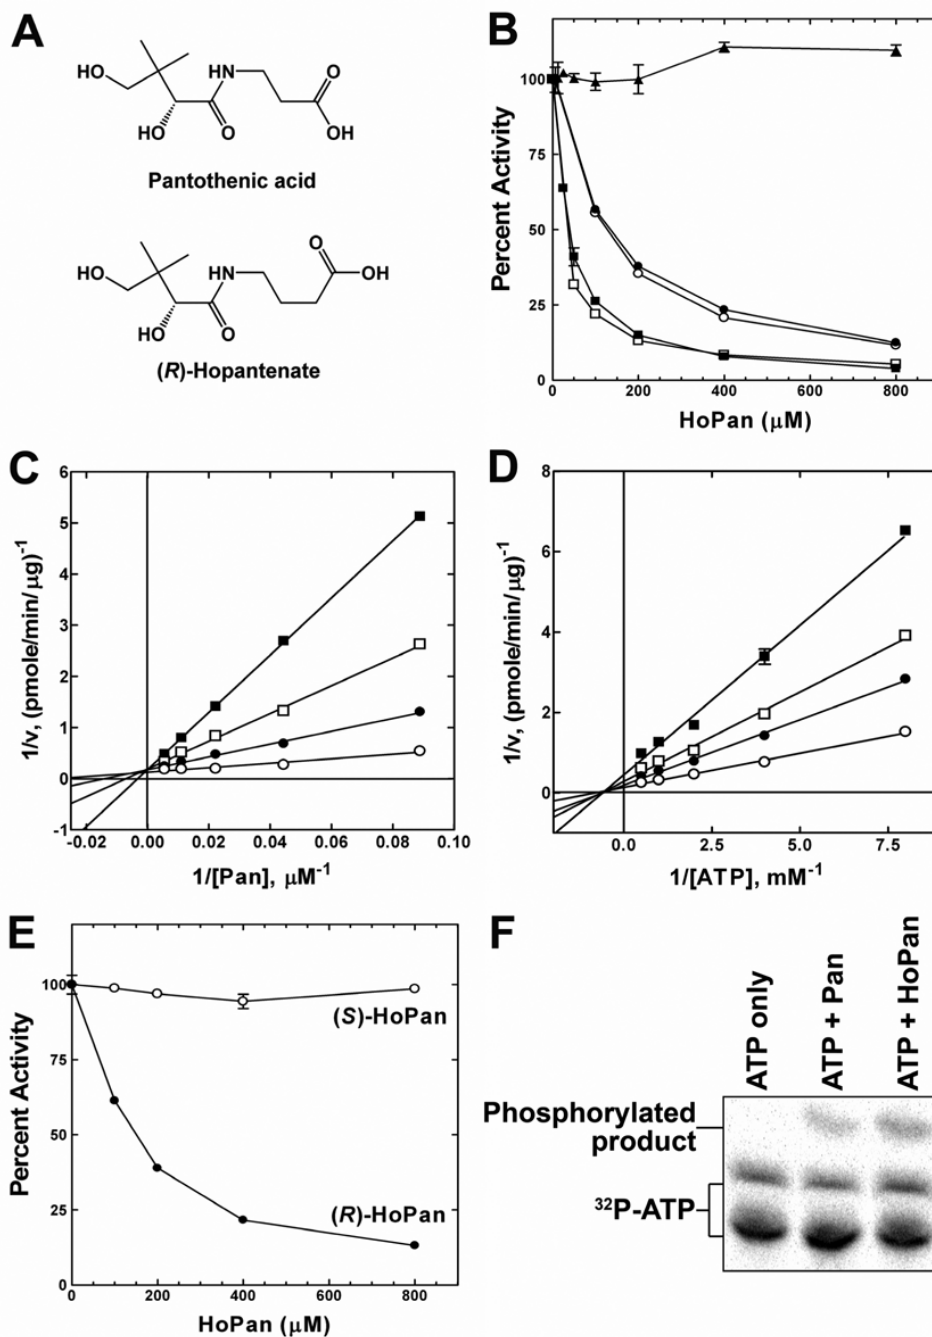 A
HO
HN
O
HO
O
OH
Pantothenic acid
O
HO
HN
OH
HO
O
(R)-Hopantenate
B
Percent Activity
100
75
50
25
0
0 200 400 600 800
HoPan (μM)
C
1/v, (pmole/min/μg)-1
6
5
4
3
2
1
0
-1
-0.02 0.00 0.02 0.04 0.06 0.08 0.10
1/[Pan], μM-1
D
1/v, (pmole/min/μg)-1
8
6
4
2
0
0.0 2.5 5.0 7.5
1/[ATP], mM-1
E
Percent Activity
100
75
50
25
0
(S)-HoPan
(R)-HoPan
0 200 400 600 800
HoPan (μM)
F
ATP only
ATP + Pan
ATP + HoPan
Phosphorylated
product
32P-ATP